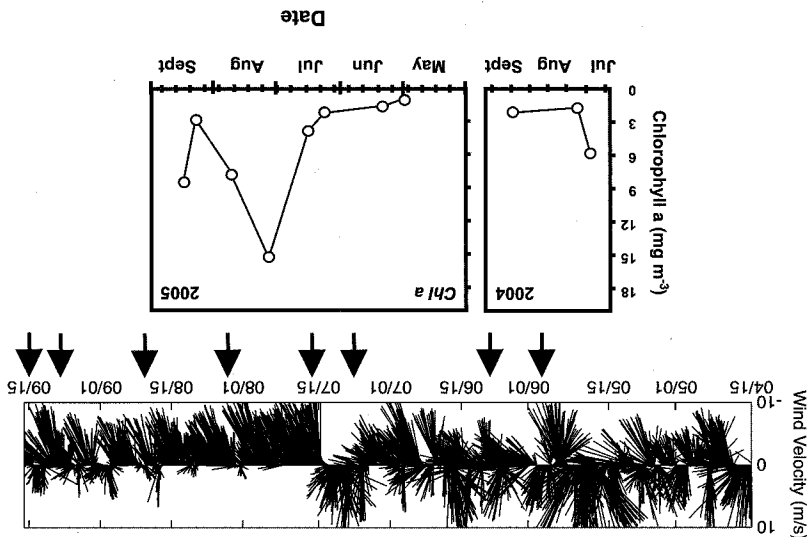 Wind Velocity (m/s)
10
0
-10
04/15 05/01 05/15 06/01 06/15 07/01 07/15 08/01 08/15 09/01 09/15
Chlorophyll a (mg m-3)
18
15
12
9
6
3
0
2004
Chl a 2005
Jul Aug Sept
May Jun Jul Aug Sept
Date